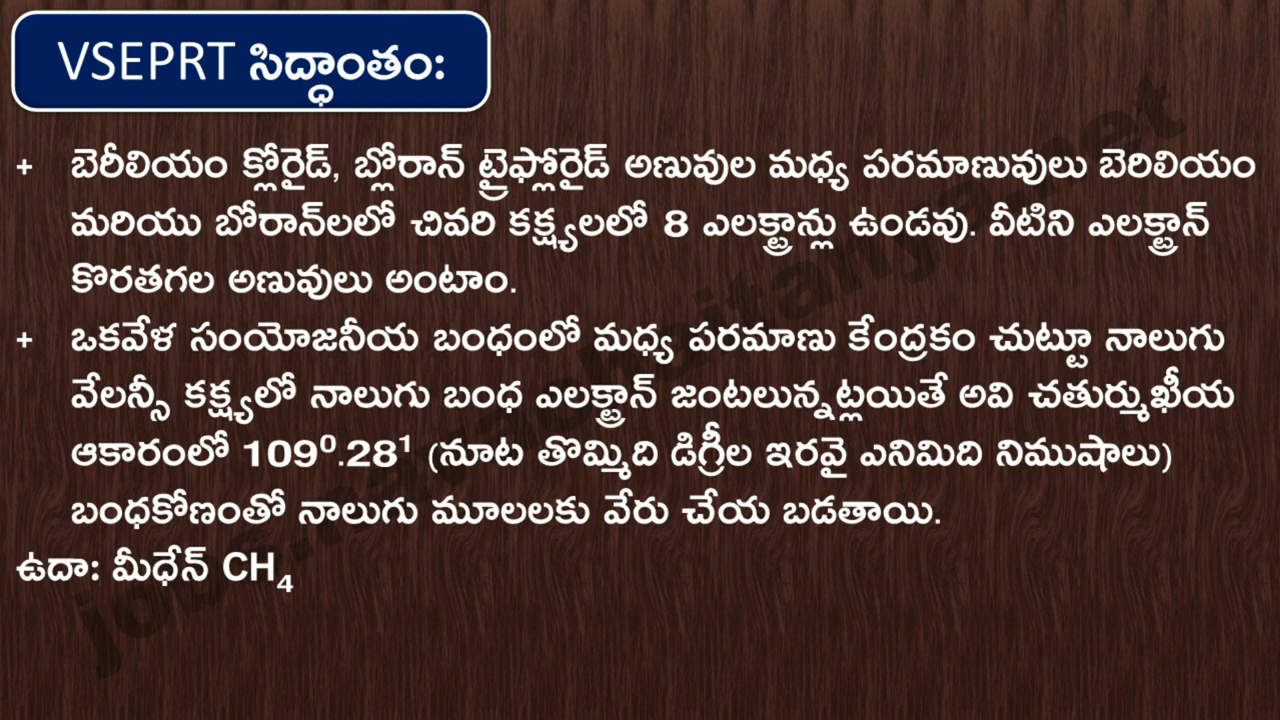 VSEPRT సిద్ధాంతం:
+ బెరీలియం క్లోరైడ్, బ్లోరాన్ ట్రైఫ్లోరైడ్ అణువుల మధ్య పరమాణువులు బెరిలియం
మరియు బోరాన్‌లలో చివరి కక్ష్యలలో 8 ఎలక్ట్రాన్లు ఉండవు. వీటిని ఎలక్ట్రాన్
కొరతగల అణువులు అంటాం.
+ ఒకవేళ సంయోజనీయ బంధంలో మధ్య పరమాణు కేంద్రకం చుట్టూ నాలుగు
వేలన్సీ కక్ష్యలో నాలుగు బంధ ఎలక్ట్రాన్ జంటలున్నట్లయితే అవి చతుర్ముఖీయ
ఆకారంలో 109⁰.28¹ (నూట తొమ్మిది డిగ్రీల ఇరవై ఎనిమిది నిముషాలు)
బంధకోణంతో నాలుగు మూలలకు వేరు చేయ బడతాయి.
ఉదా: మీధేన్ CH₄